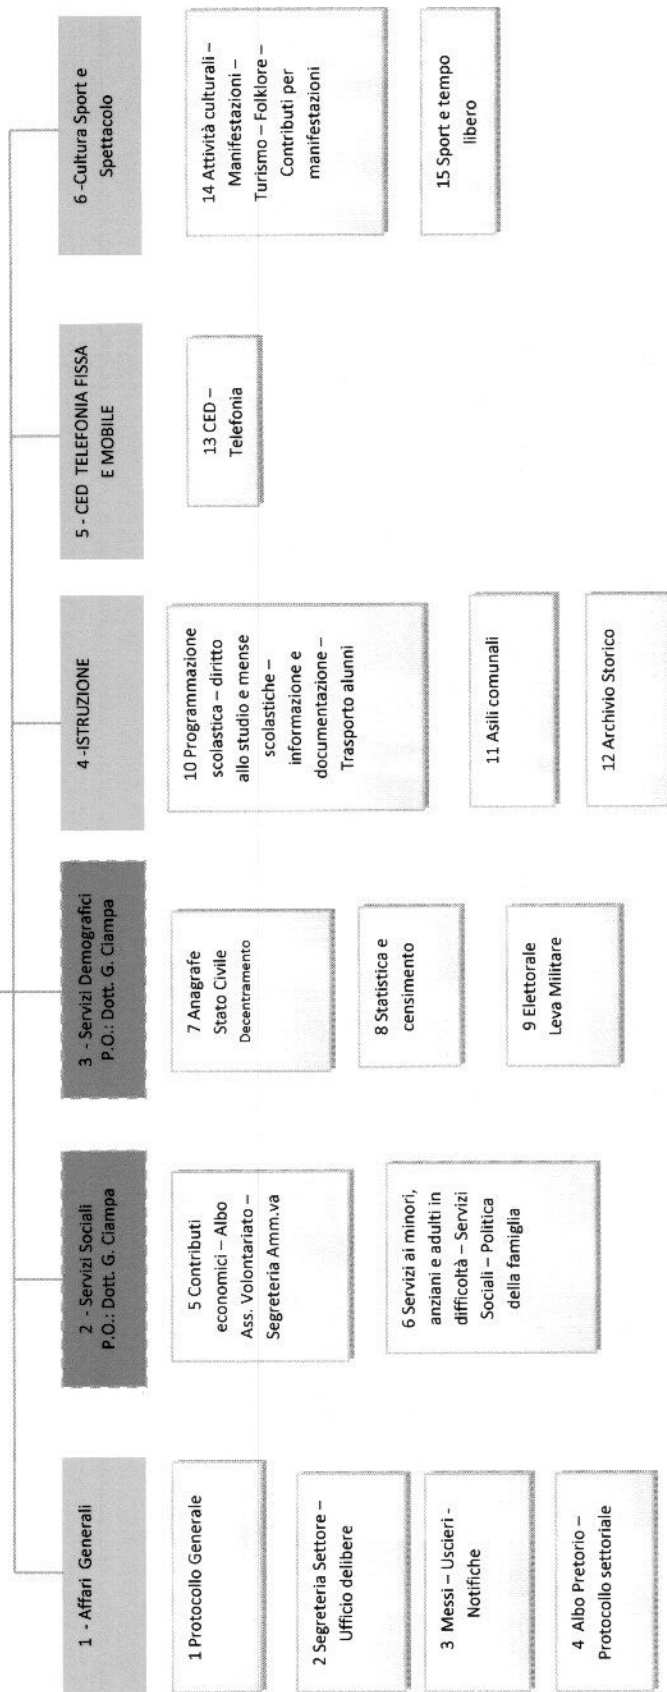 1 - Affari Generali
1 Protocollo Generale
2 Segreteria Settore –
Ufficio delibere
3 Messi – Uscieri -
Notifiche
4 Albo Pretorio –
Protocollo settoriale
2 - Servizi Sociali
P.O.: Dott. G. Ciampa
5 Contributi
economici – Albo
Ass. Volontariato –
Segreteria Amm.va
6 Servizi ai minori,
anziani e adulti in
difficoltà – Servizi
Sociali – Politica
della famiglia
3 - Servizi Demografici
P.O.: Dott. G. Ciampa
7 Anagrafe
Stato Civile
Decentramento
8 Statistica e
censimento
9 Elettorale
Leva Militare
4 -ISTRUZIONE
10 Programmazione
scolastica – diritto
allo studio e mense
scolastiche –
informazione e
documentazione –
Trasporto alunni
11 Asili comunali
12 Archivio Storico
5 - CED TELEFONIA FISSA
E MOBILE
13 CED –
Telefonia
6 -Cultura Sport e
Spettacolo
14 Attività culturali –
Manifestazioni –
Turismo – Folklore –
Contributi per
manifestazioni
15 Sport e tempo
libero